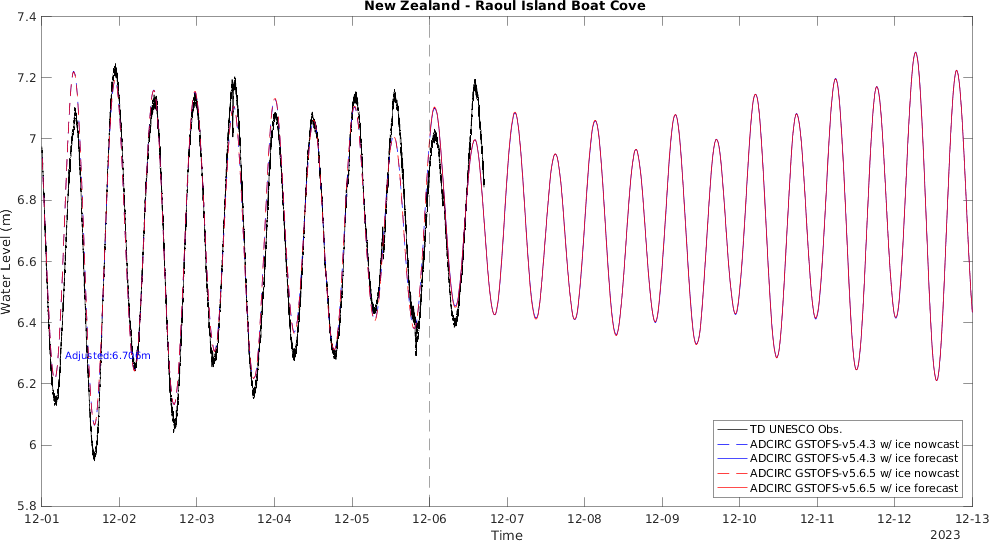 New Zealand - Raoul Island Boat Cove
7.4
7.2
7
6.8
6.6
6.4
6.2
6
5.8
Water Level (m)
Adjusted:6.706m
TD UNESCO Obs.
ADCIRC GSTOFS-v5.4.3 w/ ice nowcast
ADCIRC GSTOFS-v5.4.3 w/ ice forecast
ADCIRC GSTOFS-v5.6.5 w/ ice nowcast
ADCIRC GSTOFS-v5.6.5 w/ ice forecast
12-01 12-02 12-03 12-04 12-05 12-06 12-07 12-08 12-09 12-10 12-11 12-12 12-13
Time
2023